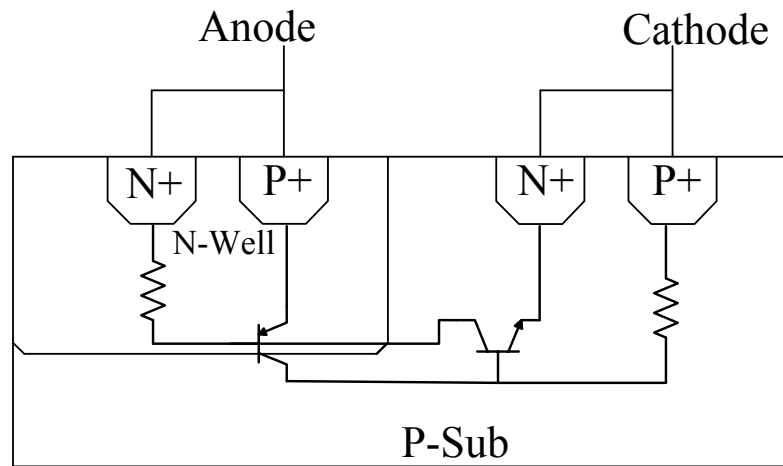 Anode Cathode
N+ P+ N+ P+
N-Well
P-Sub